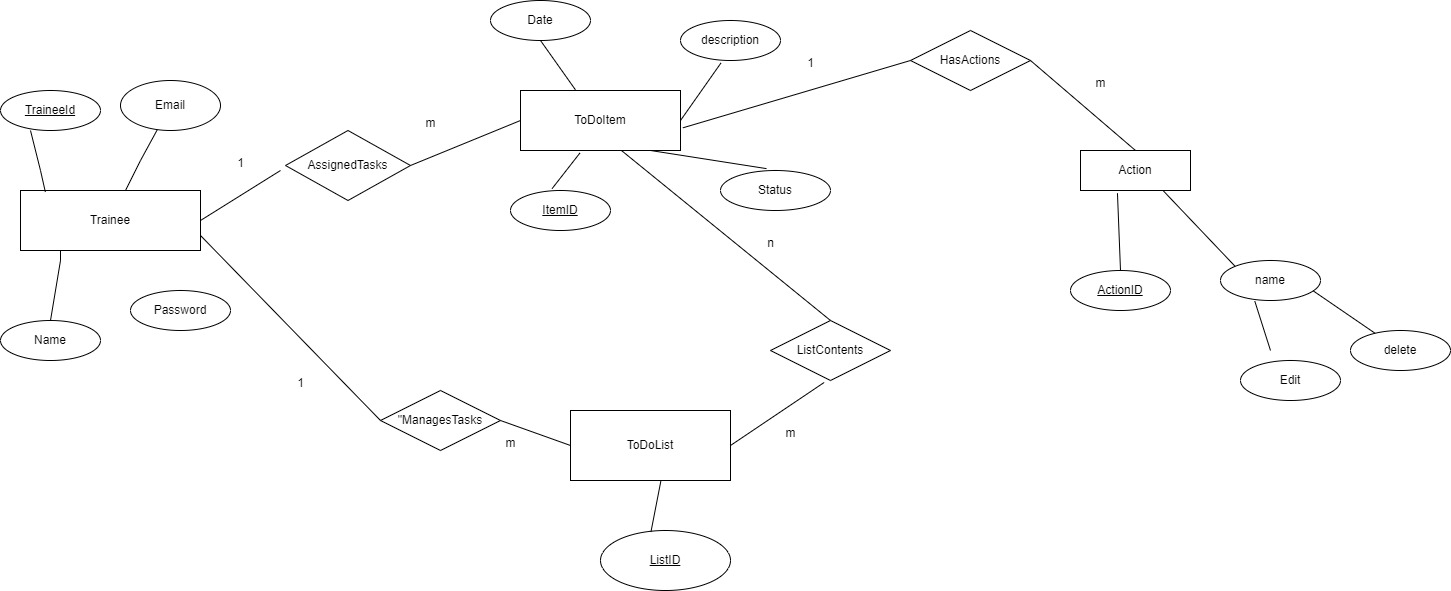 Date
description
1
HasActions
m
TraineeId
Email
ToDoItem
m
1
AssignedTasks
Action
Trainee
ItemID
Status
n
ActionID
name
Password
Name
ListContents
Edit
delete
1
"ManagesTasks
m
ToDoList
m
ListID